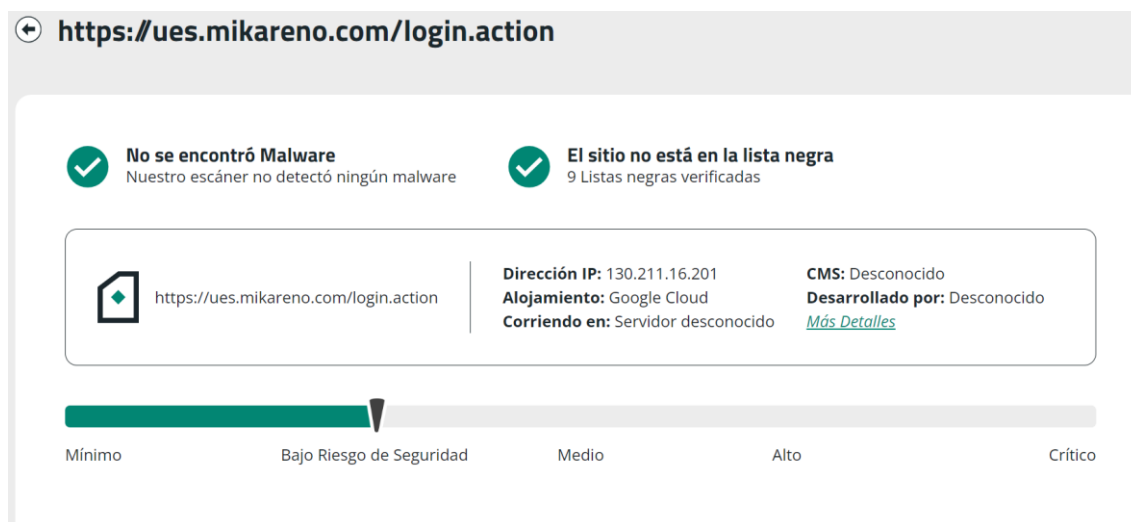 https://ues.mikareno.com/login.action
No se encontró Malware
Nuestro escáner no detectó ningún malware
El sitio no está en la lista negra
9 Listas negras verificadas
https://ues.mikareno.com/login.action
Dirección IP: 130.211.16.201
Alojamiento: Google Cloud
Corriendo en: Servidor desconocido
CMS: Desconocido
Desarrollado por: Desconocido
Más Detalles
Mínimo
Bajo Riesgo de Seguridad
Medio
Alto
Crítico